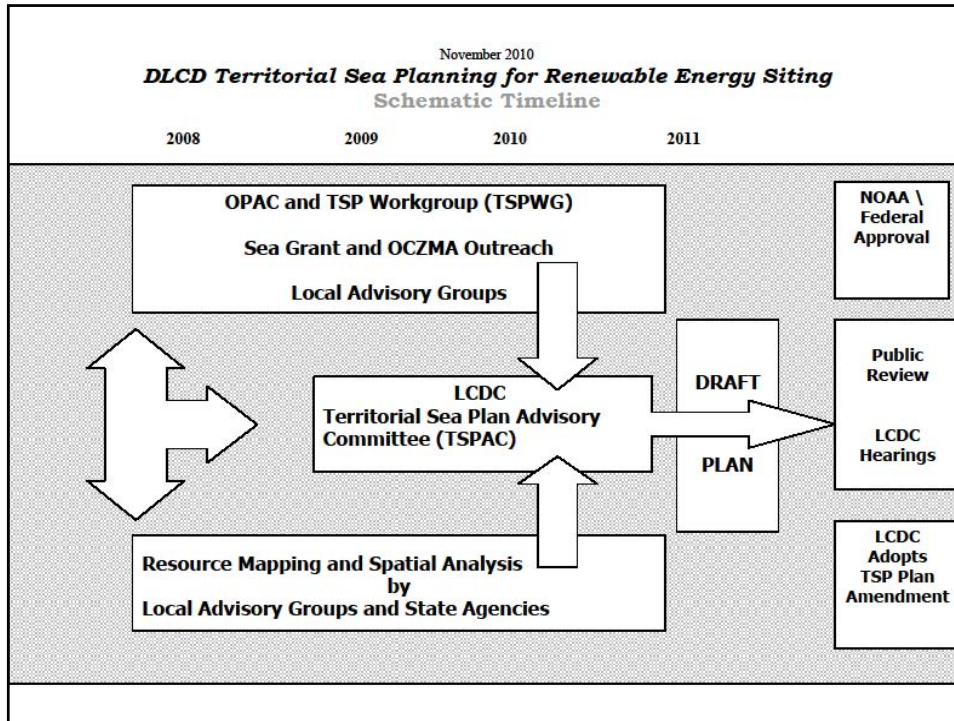 November 2010
DLCD Territorial Sea Planning for Renewable Energy Siting
Schematic Timeline
2008 2009 2010 2011
OPAC and TSP Workgroup (TSPWG)
Sea Grant and OCZMA Outreach
Local Advisory Groups
NOAA \
Federal
Approval
LCDC
Territorial Sea Plan Advisory
Committee (TSPAC)
DRAFT
PLAN
Public
Review
LCDC
Hearings
Resource Mapping and Spatial Analysis
by
Local Advisory Groups and State Agencies
LCDC
Adopts
TSP Plan
Amendment